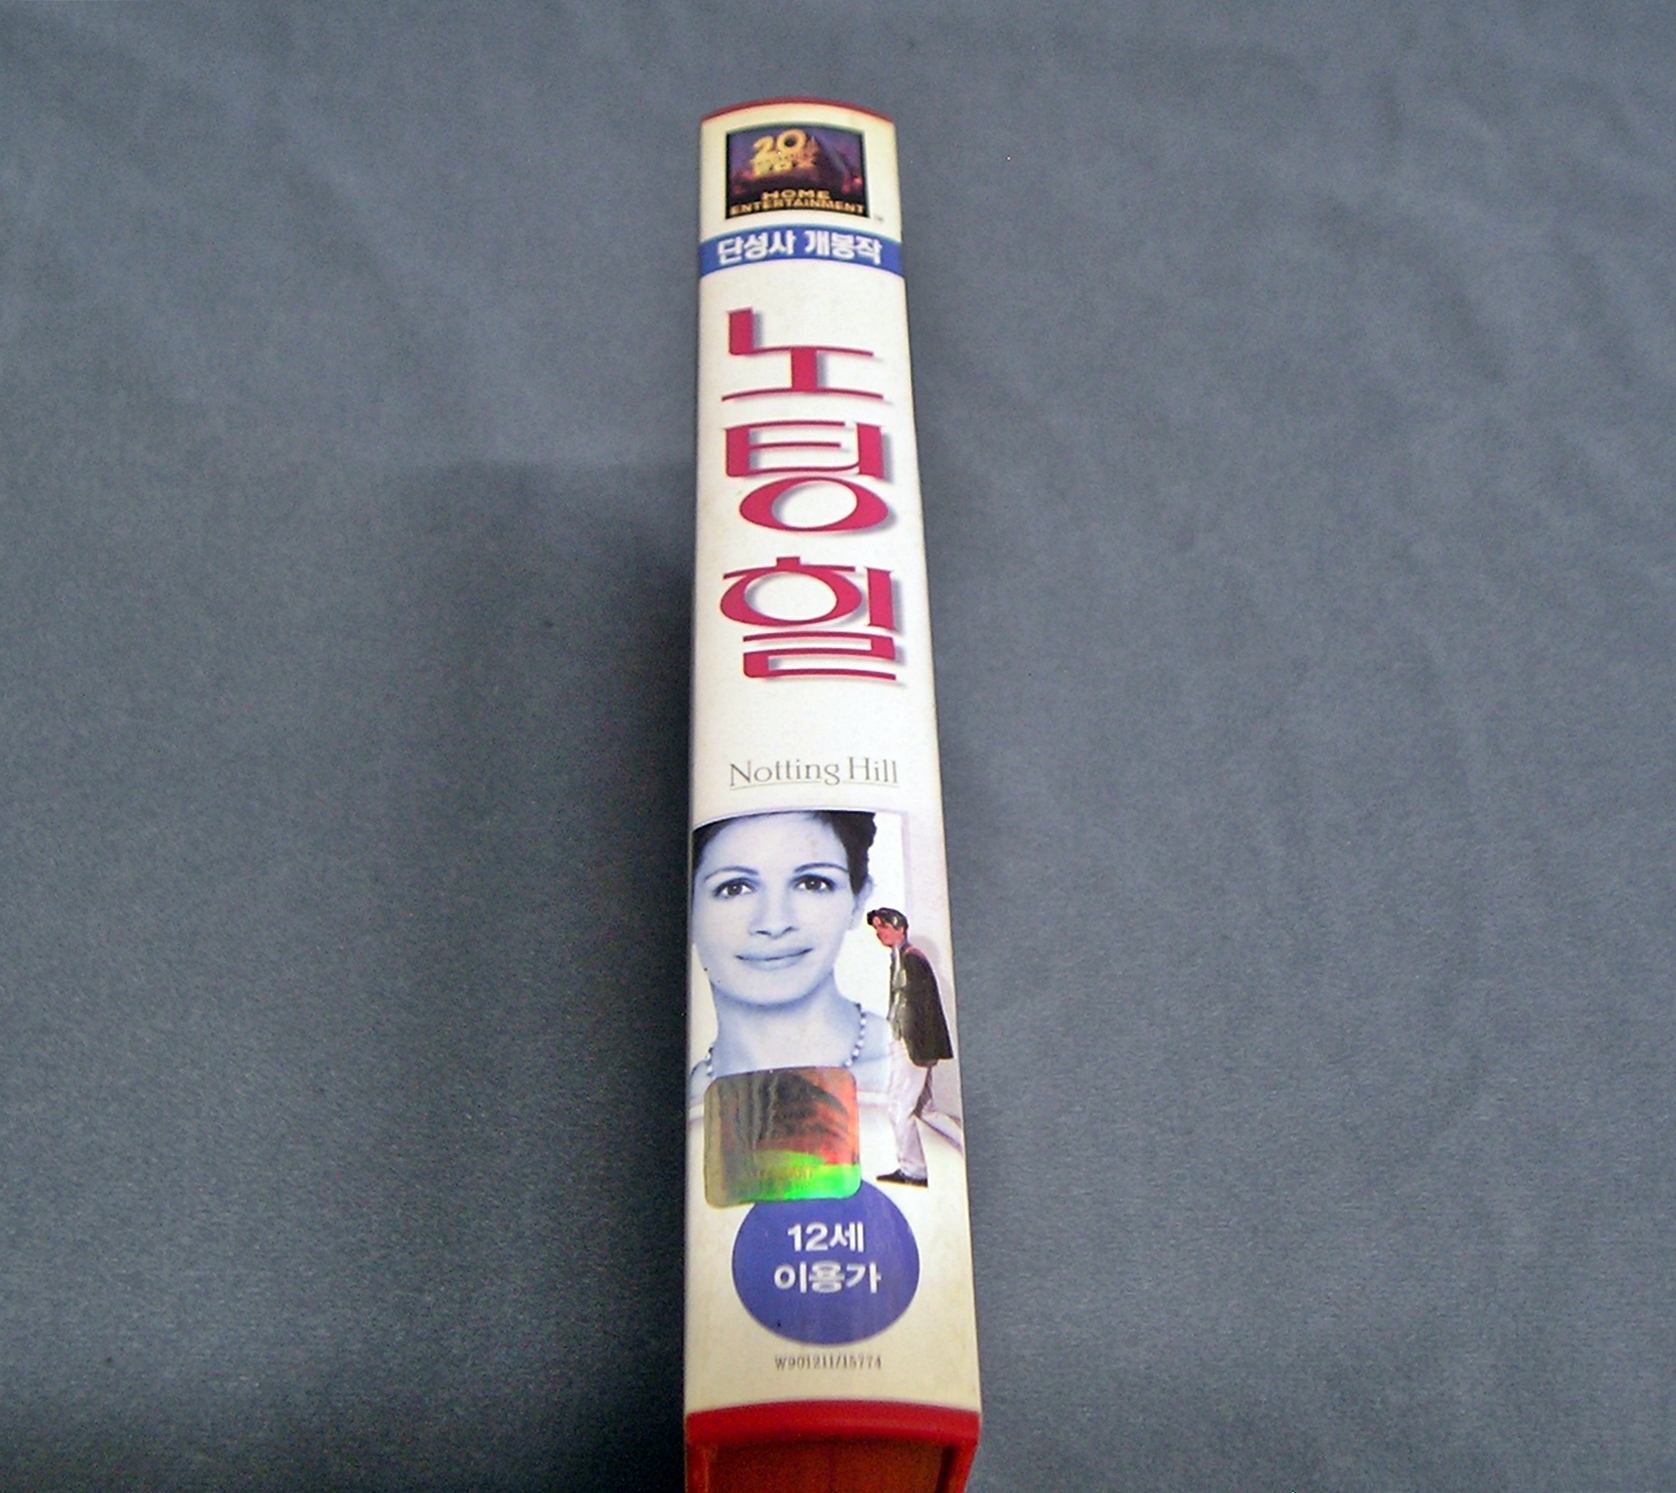 20
HOME
ENTERTAINMENT
단성사 개봉작
노팅힐
Notting Hill
12세
이용가
W901211/15774